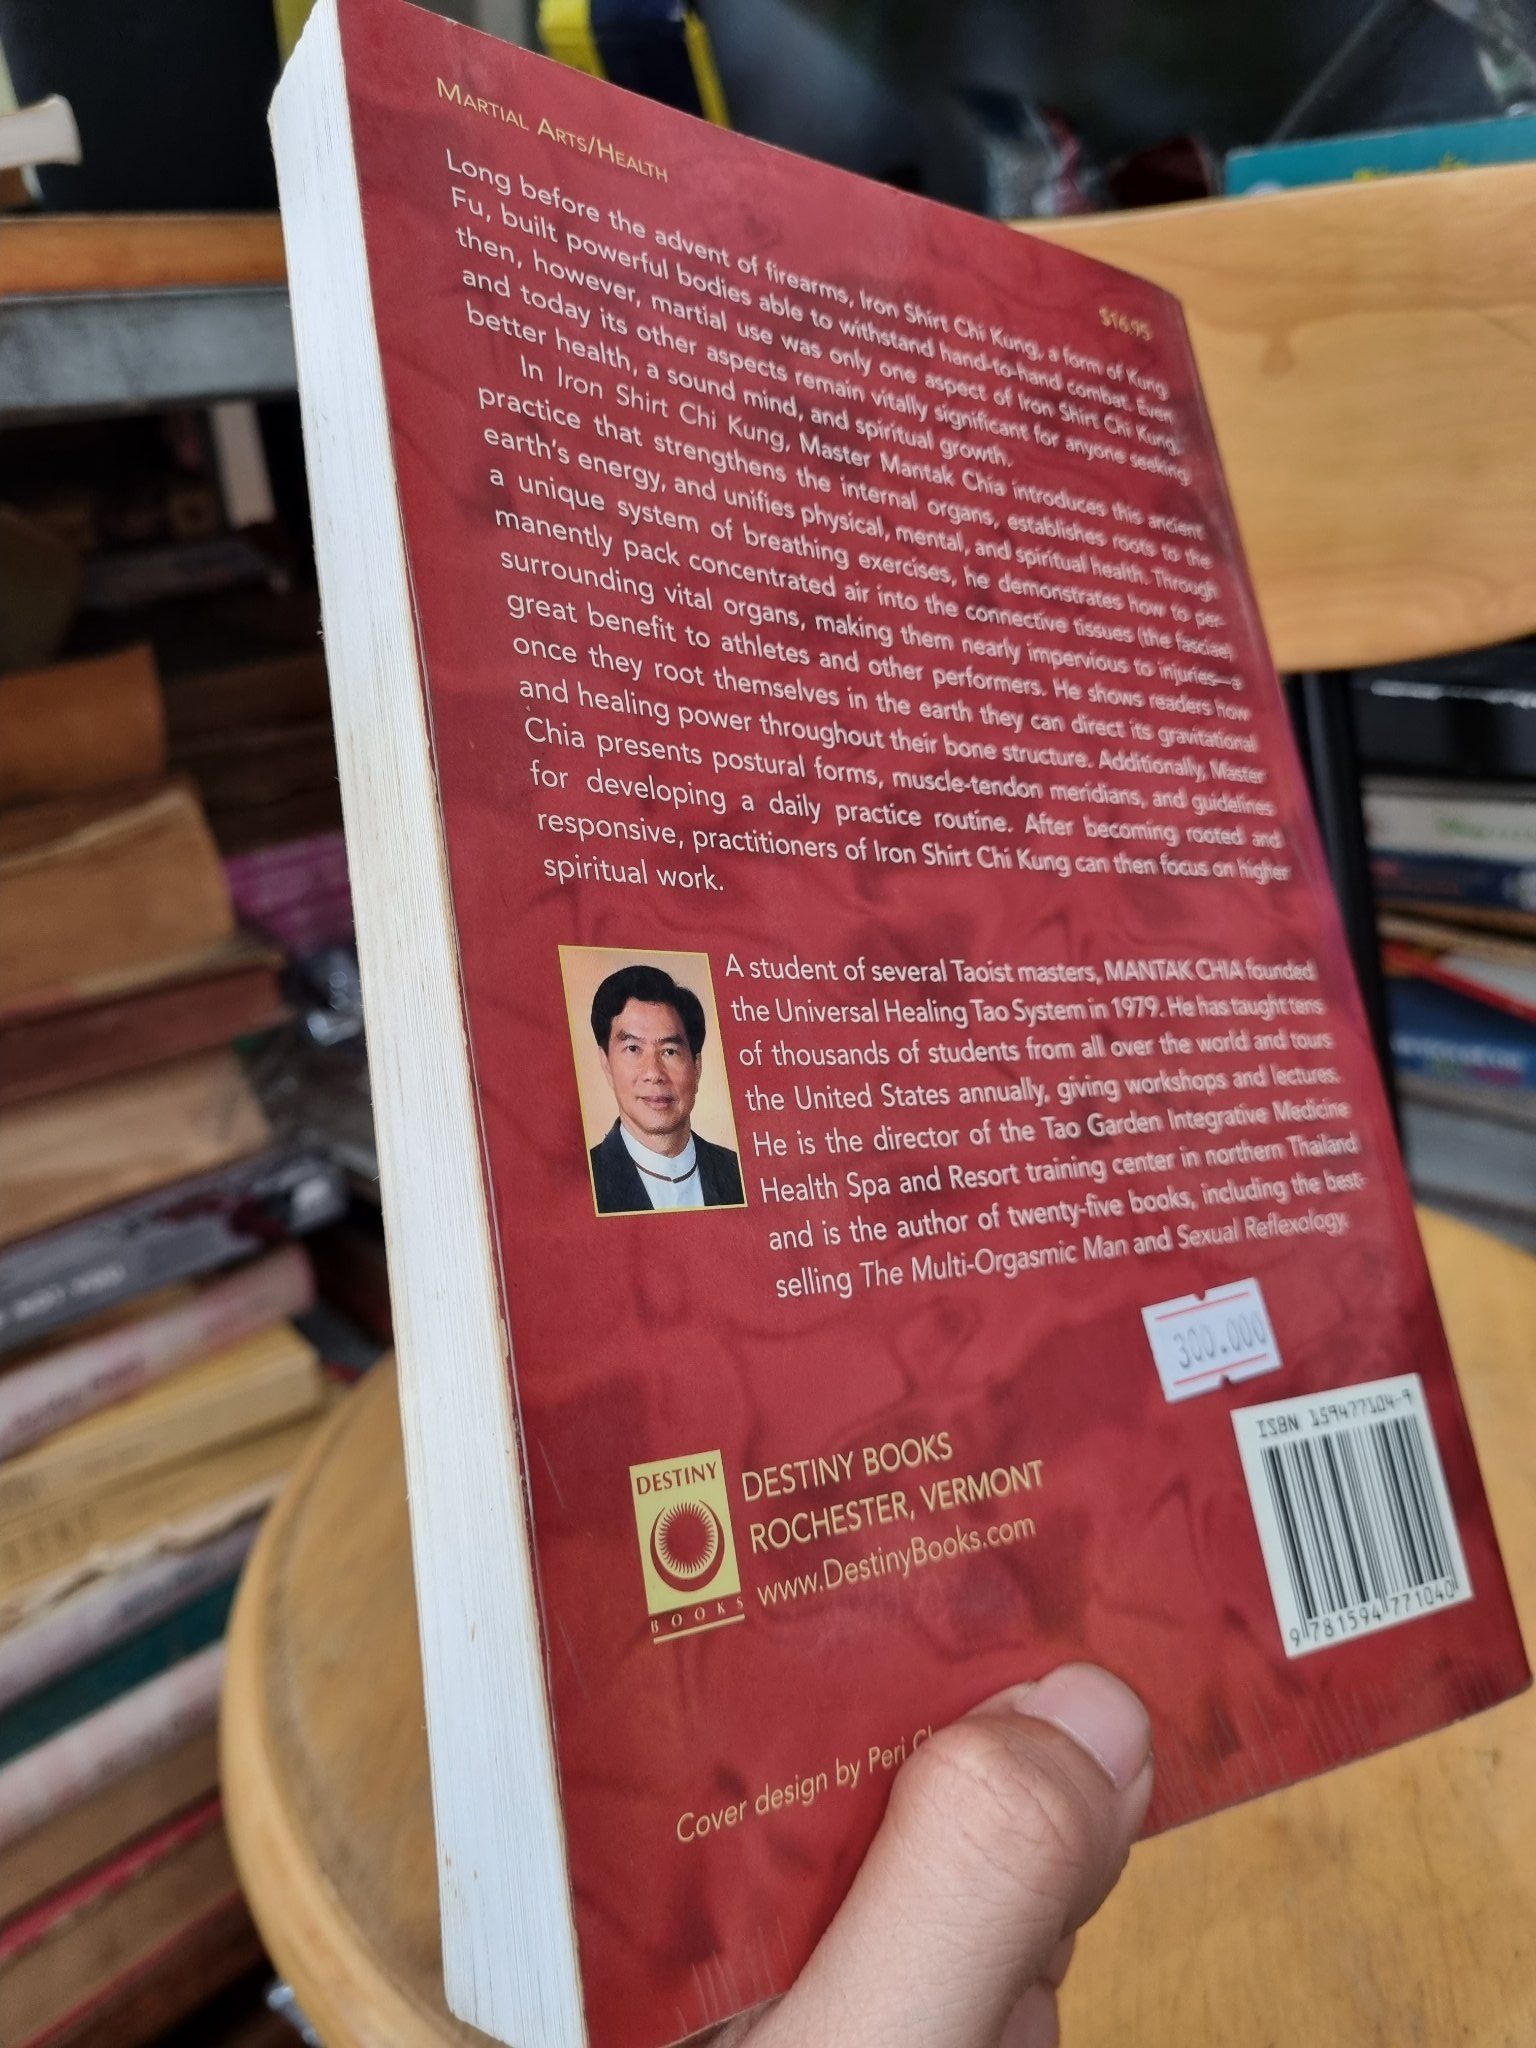 MARTIAL ARTS/HEALTH
$16.95
Long before the advent of firearms, Iron Shirt Chi Kung, a form of Kung
Fu, built powerful bodies able to withstand hand-to-hand combat. Even
then, however, martial use was only one aspect of Iron Shirt Chi Kung,
and today its other aspects remain vitally significant for anyone seeking
better health, a sound mind, and spiritual growth.
In Iron Shirt Chi Kung, Master Mantak Chia introduces this ancient
practice that strengthens the internal organs, establishes roots to the
earth's energy, and unifies physical, mental, and spiritual health. Through
a unique system of breathing exercises, he demonstrates how to per-
manently pack concentrated air into the connective tissues (the fasciae)
surrounding vital organs, making them nearly impervious to injuries—a
great benefit to athletes and other performers. He shows readers how
once they root themselves in the earth they can direct its gravitational
and healing power throughout their bone structure. Additionally, Master
Chia presents postural forms, muscle-tendon meridians, and guidelines
for developing a daily practice routine. After becoming rooted and
responsive, practitioners of Iron Shirt Chi Kung can then focus on higher
spiritual work.
A student of several Taoist masters, MANTAK CHIA founded
the Universal Healing Tao System in 1979. He has taught tens
of thousands of students from all over the world and tours
the United States annually, giving workshops and lectures.
He is the director of the Tao Garden Integrative Medicine
Health Spa and Resort training center in northern Thailand
and is the author of twenty-five books, including the best-
selling The Multi-Orgasmic Man and Sexual Reflexology.
300.000
ISBN 159477104-9
9 781594 771040
DESTINY
BOOKS
DESTINY BOOKS
ROCHESTER, VERMONT
www.DestinyBooks.com
Cover design by Peri